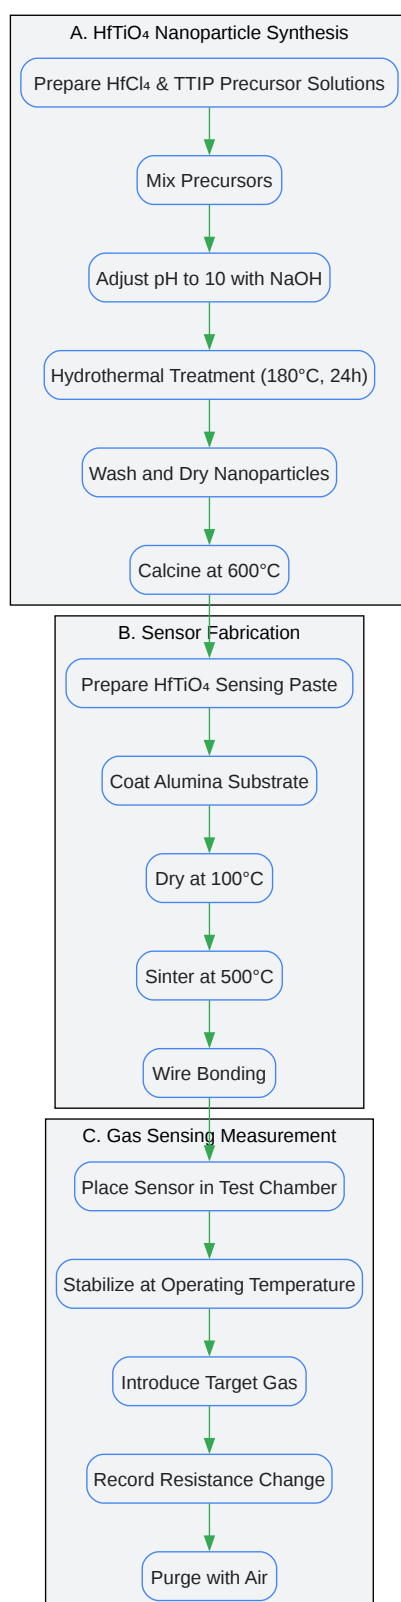 A. HfTiO₄ Nanoparticle Synthesis
Prepare HfCl₄ & TTIP Precursor Solutions
Mix Precursors
Adjust pH to 10 with NaOH
Hydrothermal Treatment (180°C, 24h)
Wash and Dry Nanoparticles
Calcine at 600°C
B. Sensor Fabrication
Prepare HfTiO₄ Sensing Paste
Coat Alumina Substrate
Dry at 100°C
Sinter at 500°C
Wire Bonding
C. Gas Sensing Measurement
Place Sensor in Test Chamber
Stabilize at Operating Temperature
Introduce Target Gas
Record Resistance Change
Purge with Air